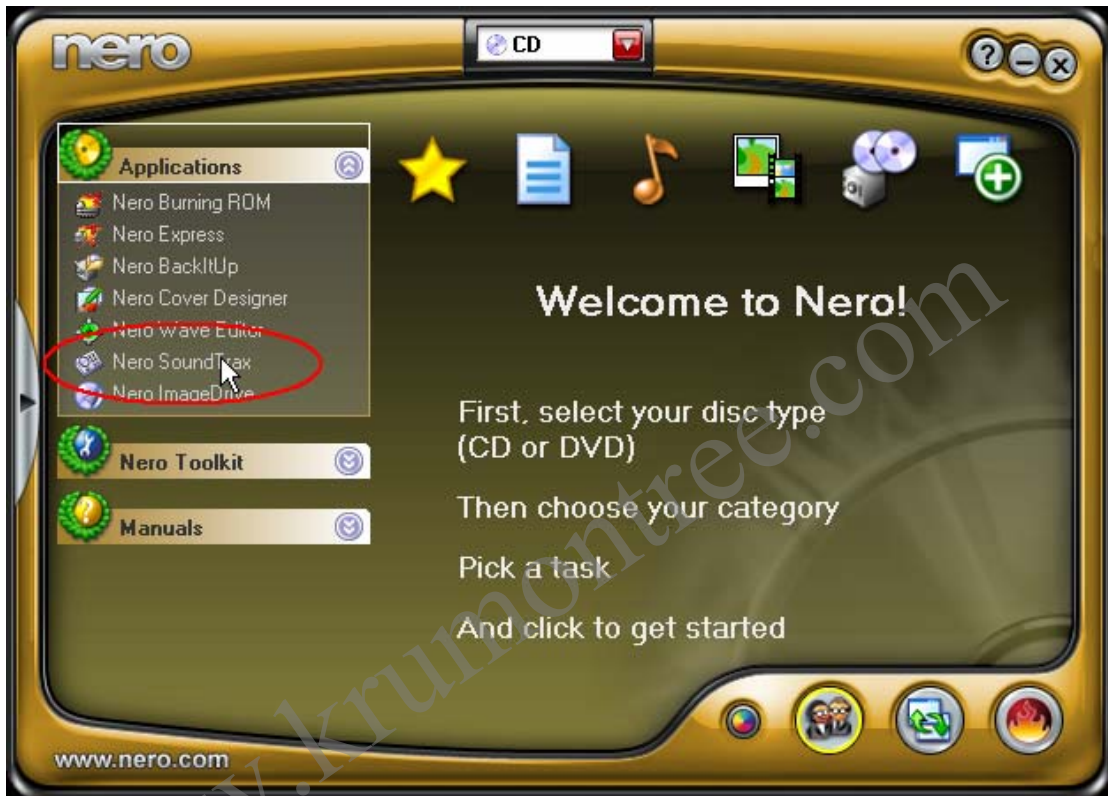 nero
CD
?
Applications
Nero Burning ROM
Nero Express
Nero BackItUp
Nero Cover Designer
Nero Wave Editor
Nero SoundTrax
Nero ImageDrive
Nero Toolkit
Manuals
Welcome to Nero!
First, select your disc type
(CD or DVD)
Then choose your category
Pick a task
And click to get started
www.nero.com
www.krumontree.com